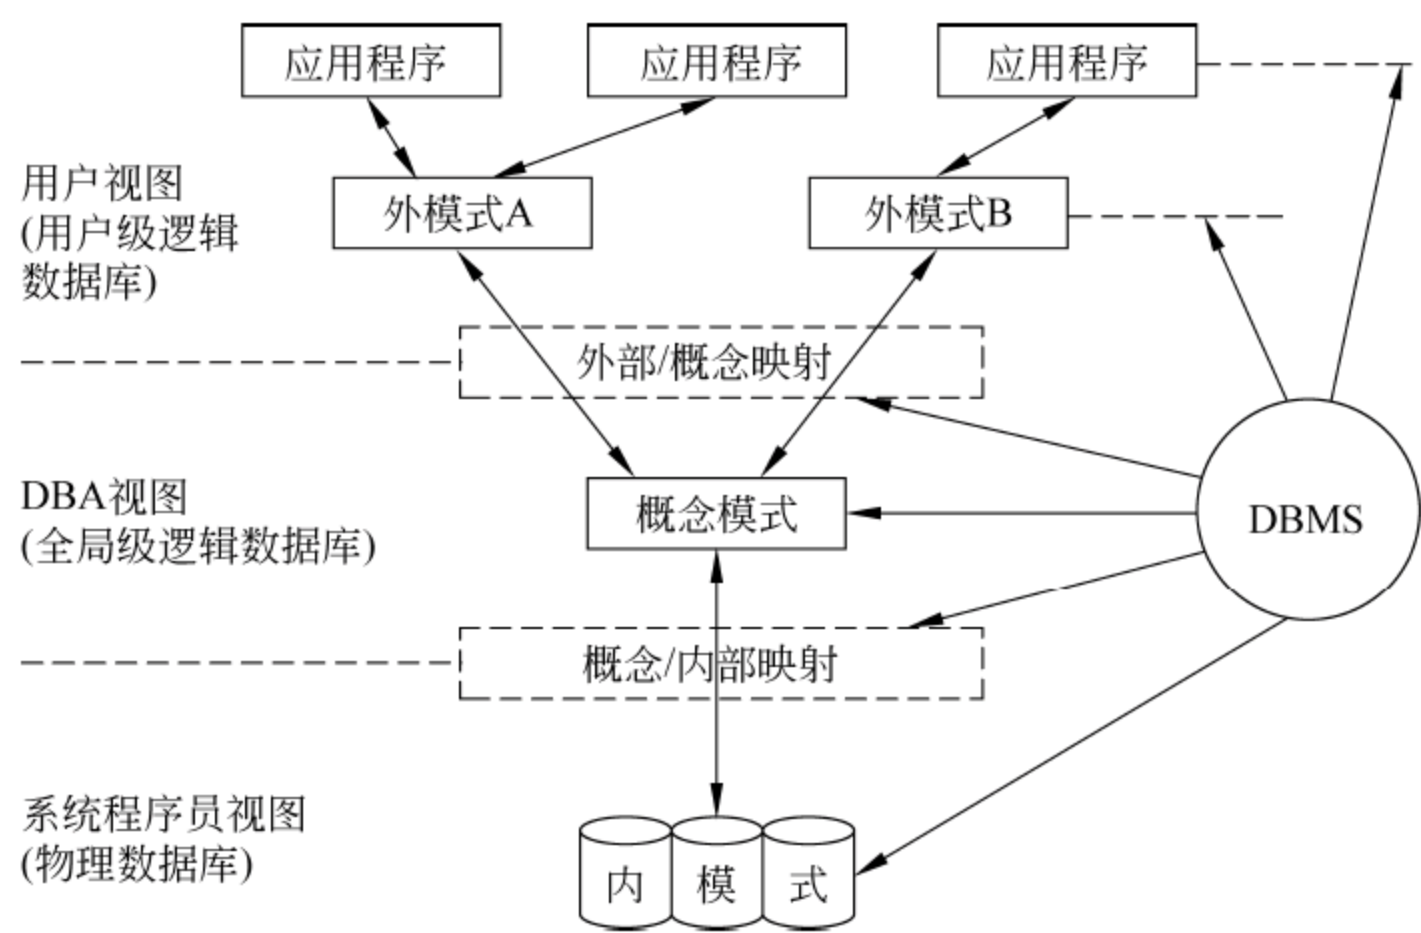 应用程序
应用程序
应用程序
用户视图
(用户级逻辑
数据库)
外模式A
外模式B
外部/概念映射
DBA视图
(全局级逻辑数据库)
概念模式
DBMS
概念/内部映射
系统程序员视图
(物理数据库)
内 模 式